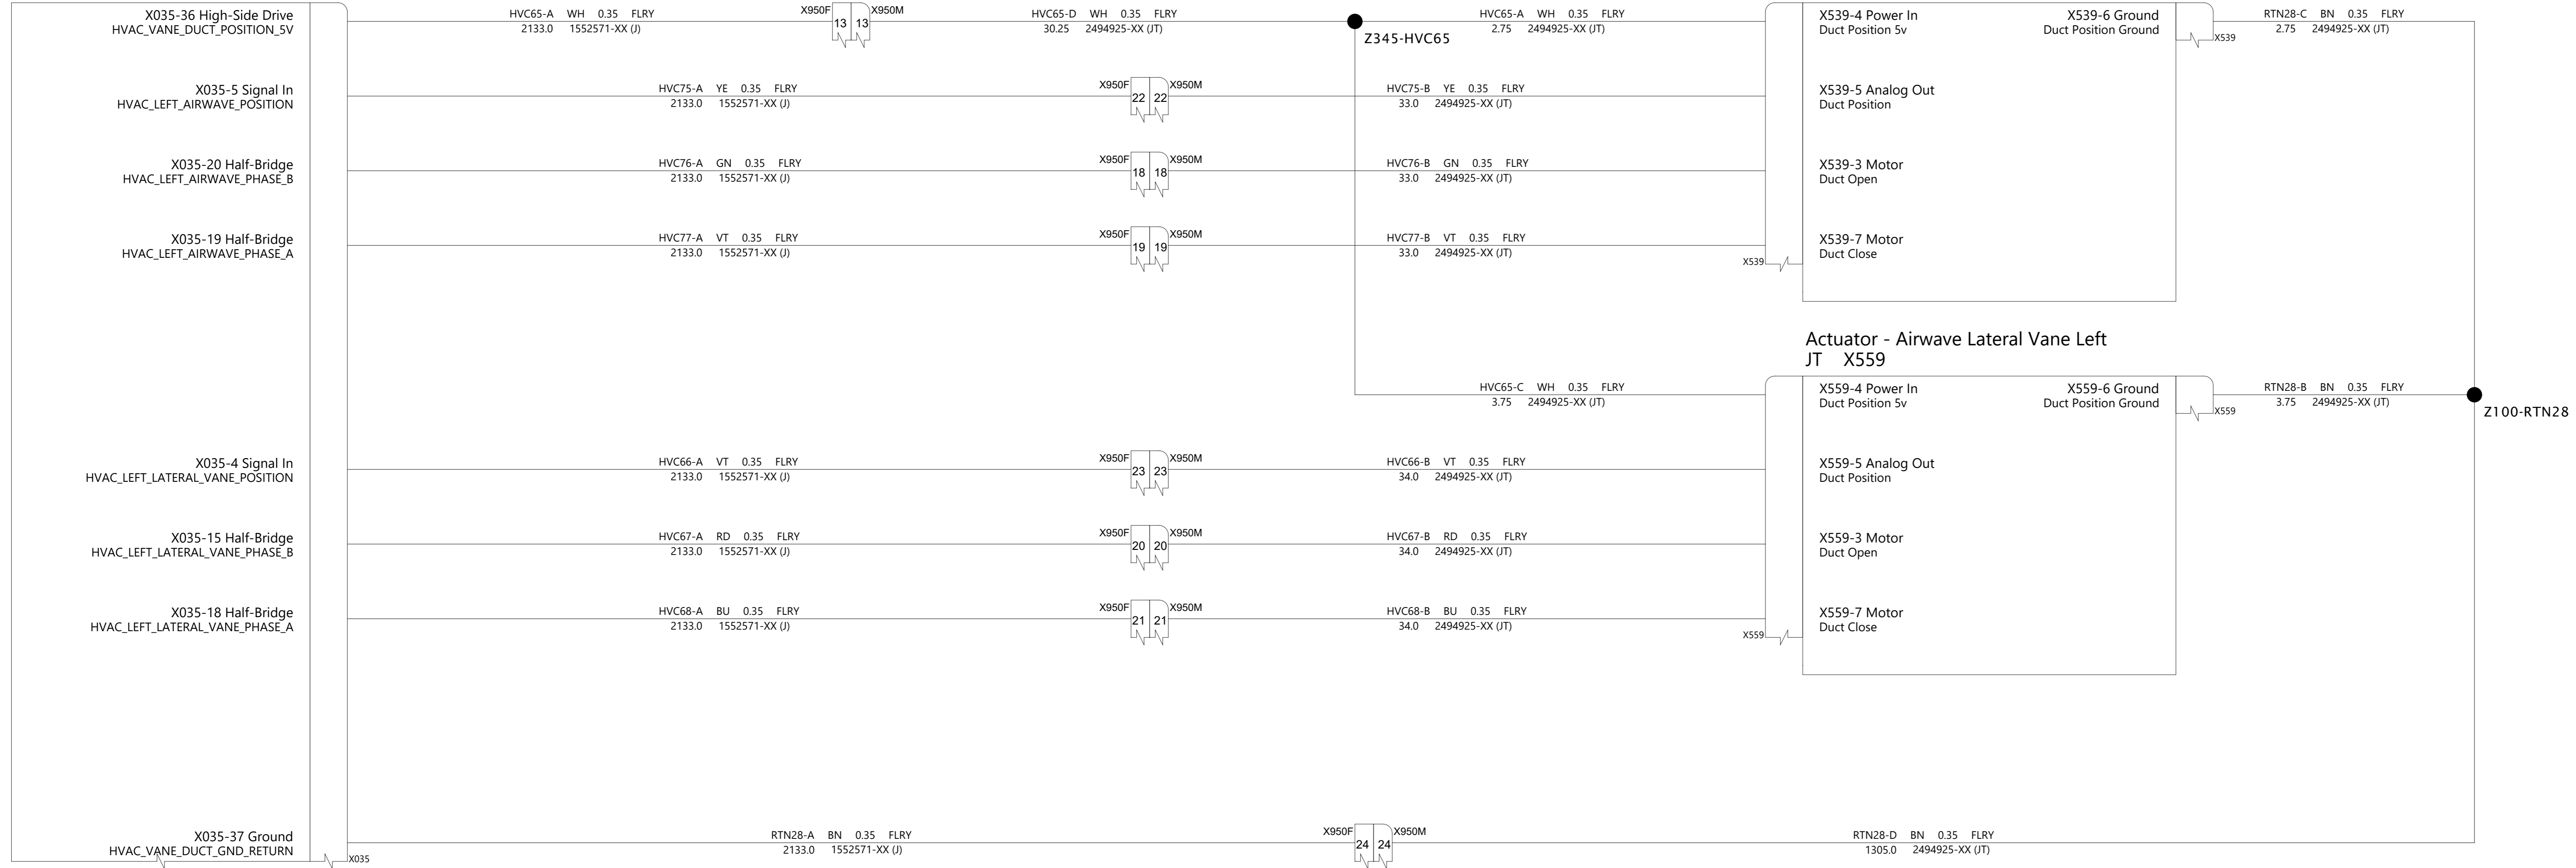 X035-36 High-Side Drive
HVAC_VANE_DUCT_POSITION_5V
HVC65-A WH 0.35 FLRY
2133.0 1552571-XX (J)
X950F 13 13 X950M
HVC65-D WH 0.35 FLRY
30.25 2494925-XX (JT)
Z345-HVC65
HVC65-A WH 0.35 FLRY
2.75 2494925-XX (JT)
X539-4 Power In
Duct Position 5v
X539-6 Ground
Duct Position Ground
X539
RTN28-C BN 0.35 FLRY
2.75 2494925-XX (JT)
X035-5 Signal In
HVAC_LEFT_AIRWAVE_POSITION
HVC75-A YE 0.35 FLRY
2133.0 1552571-XX (J)
X950F 22 22 X950M
HVC75-B YE 0.35 FLRY
33.0 2494925-XX (JT)
X539-5 Analog Out
Duct Position
X035-20 Half-Bridge
HVAC_LEFT_AIRWAVE_PHASE_B
HVC76-A GN 0.35 FLRY
2133.0 1552571-XX (J)
X950F 18 18 X950M
HVC76-B GN 0.35 FLRY
33.0 2494925-XX (JT)
X539-3 Motor
Duct Open
X035-19 Half-Bridge
HVAC_LEFT_AIRWAVE_PHASE_A
HVC77-A VT 0.35 FLRY
2133.0 1552571-XX (J)
X950F 19 19 X950M
HVC77-B VT 0.35 FLRY
33.0 2494925-XX (JT)
X539
X539-7 Motor
Duct Close
Actuator - Airwave Lateral Vane Left
JT X559
HVC65-C WH 0.35 FLRY
3.75 2494925-XX (JT)
X559-4 Power In
Duct Position 5v
X559-6 Ground
Duct Position Ground
X559
RTN28-B BN 0.35 FLRY
3.75 2494925-XX (JT)
Z100-RTN28
X035-4 Signal In
HVAC_LEFT_LATERAL_VANE_POSITION
HVC66-A VT 0.35 FLRY
2133.0 1552571-XX (J)
X950F 23 23 X950M
HVC66-B VT 0.35 FLRY
34.0 2494925-XX (JT)
X559-5 Analog Out
Duct Position
X035-15 Half-Bridge
HVAC_LEFT_LATERAL_VANE_PHASE_B
HVC67-A RD 0.35 FLRY
2133.0 1552571-XX (J)
X950F 20 20 X950M
HVC67-B RD 0.35 FLRY
34.0 2494925-XX (JT)
X559-3 Motor
Duct Open
X035-18 Half-Bridge
HVAC_LEFT_LATERAL_VANE_PHASE_A
HVC68-A BU 0.35 FLRY
2133.0 1552571-XX (J)
X950F 21 21 X950M
HVC68-B BU 0.35 FLRY
34.0 2494925-XX (JT)
X559
X559-7 Motor
Duct Close
X035-37 Ground
HVAC_VANE_DUCT_GND_RETURN
X035
RTN28-A BN 0.35 FLRY
2133.0 1552571-XX (J)
X950F 24 24 X950M
RTN28-D BN 0.35 FLRY
1305.0 2494925-XX (JT)